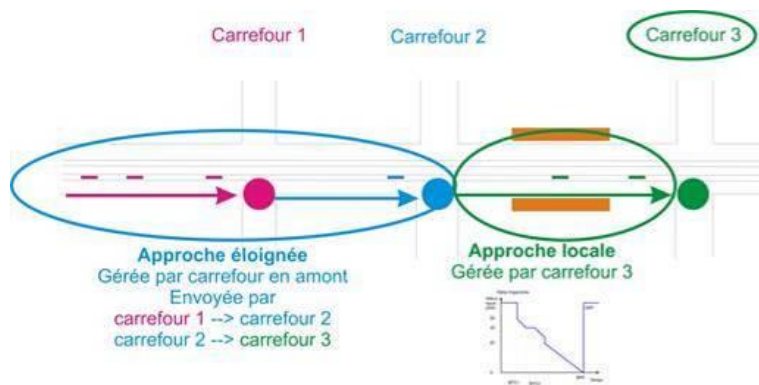 Carrefour 1
Carrefour 2
Carrefour 3
Approche éloignée
Gérée par carrefour en amont
Envoyée par
carrefour 1 --> carrefour 2
carrefour 2 --> carrefour 3
Approche locale
Gérée par carrefour 3